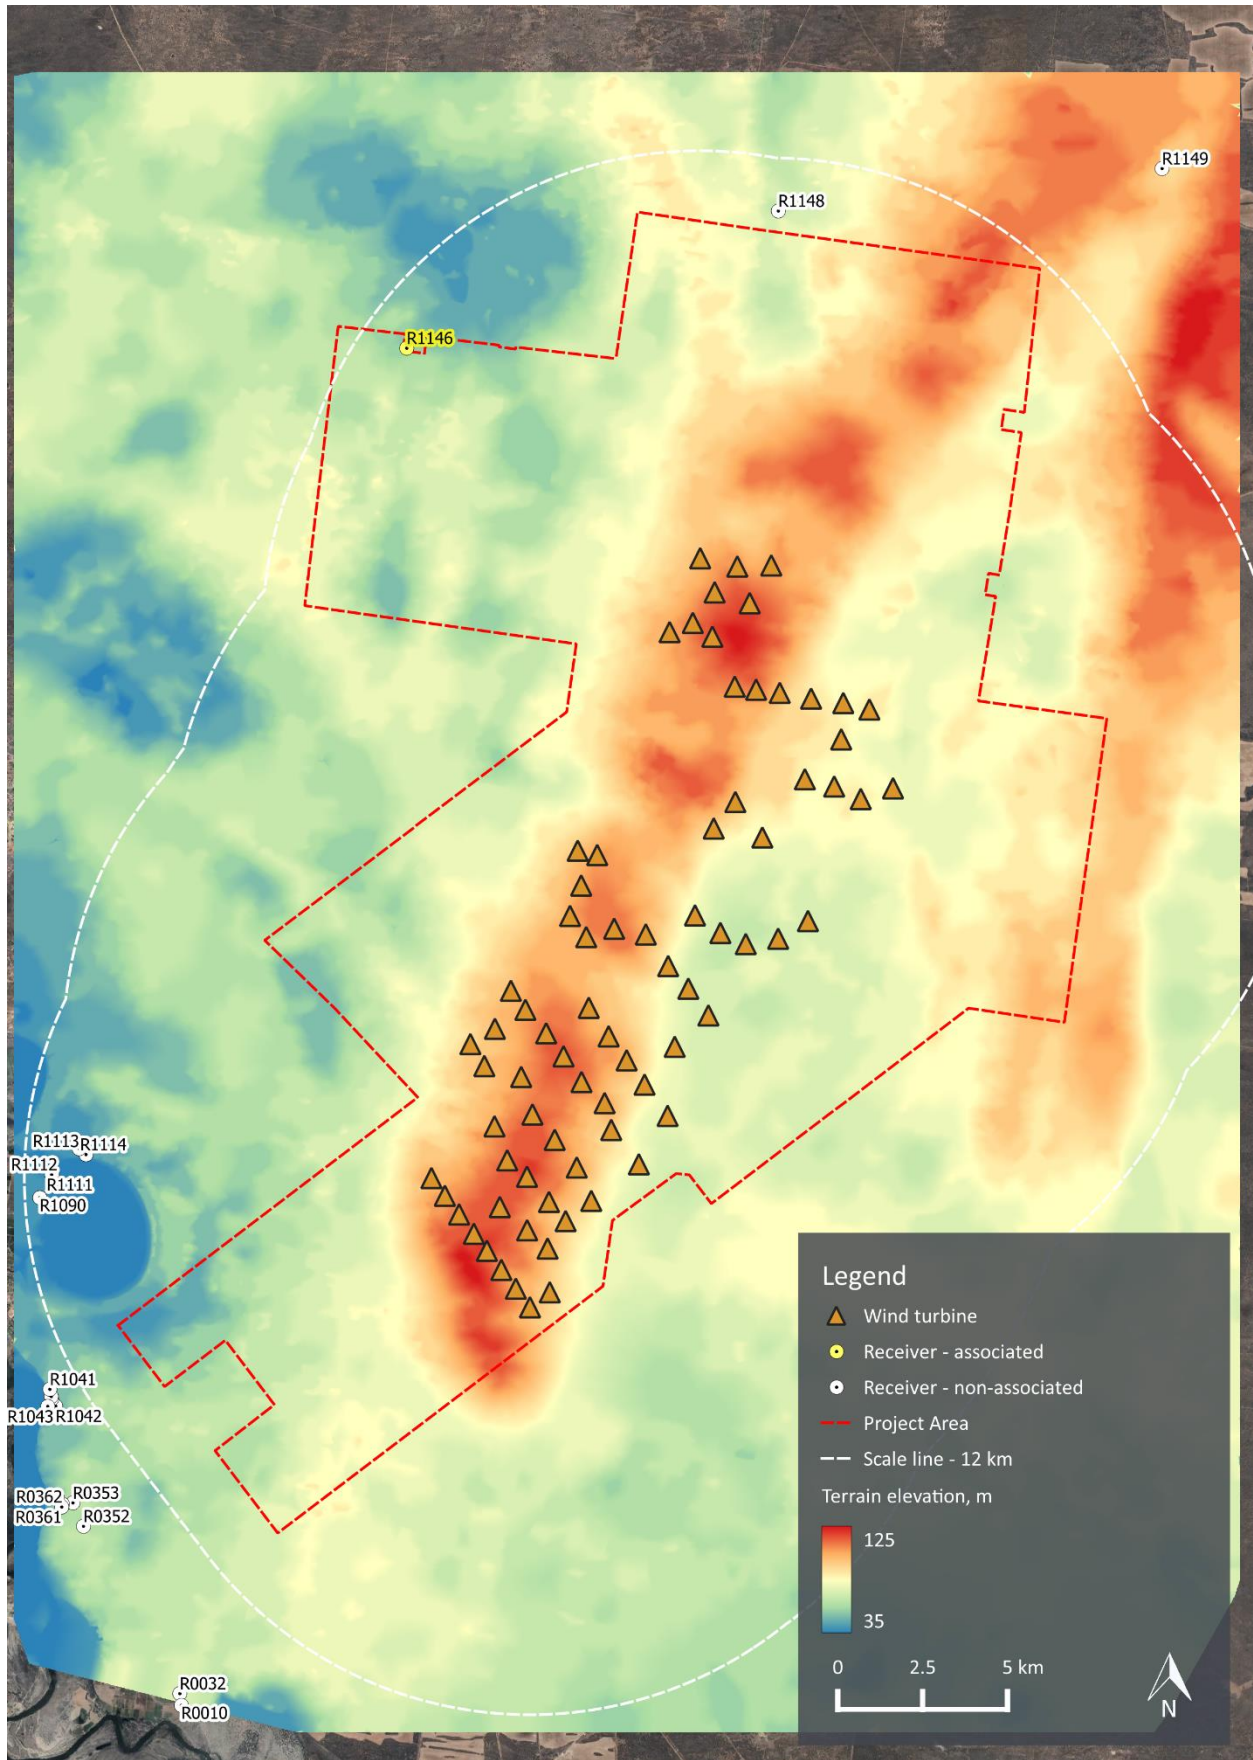 R1149
R1148
R1146
R1113
R1114
R1112
R1111
R1090
R1041
R1043
R1042
R0362
R0353
R0361
R0352
R0032
R0010
Legend
Wind turbine
Receiver - associated
Receiver - non-associated
Project Area
Scale line - 12 km
Terrain elevation, m
125
35
0 2.5 5 km
N